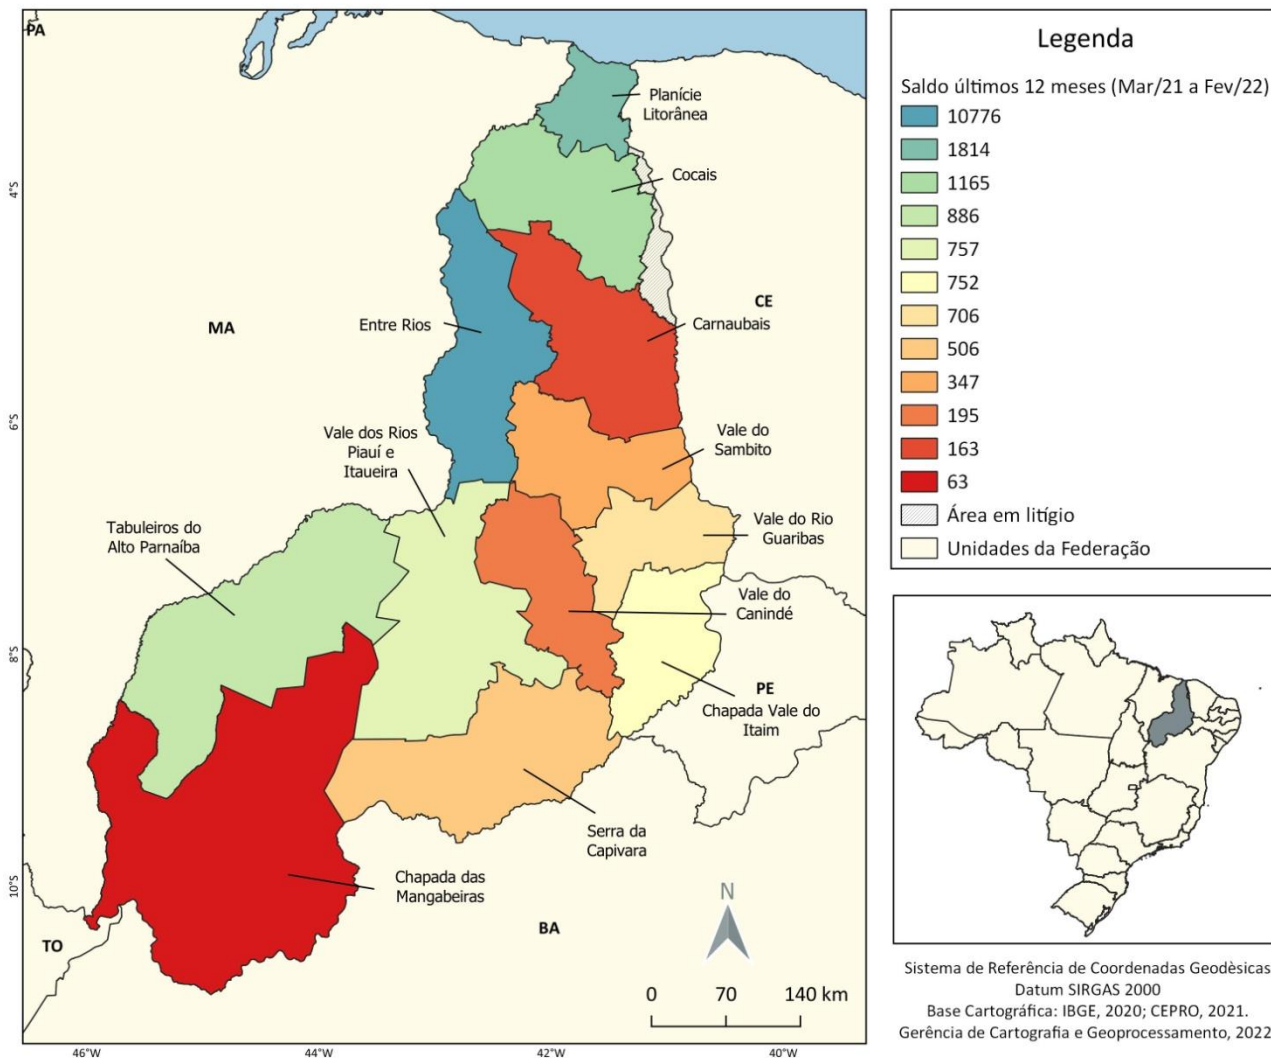 PA
Planície
Litorânea
Cocais
4°S
CE
MA
Entre Rios
Carnaubais
6°S
Vale dos Rios
Piauí e
Itaueira
Vale do
Sambito
Tabuleiros do
Alto Parnaíba
Vale do Rio
Guaribas
Vale do
Canindé
8°S
PE
Chapada Vale do
Itaim
Serra da
Capivara
Chapada das
Mangabeiras
10°S
BA
TO
N
0 70 140 km
46°W 44°W 42°W 40°W
Legenda
Saldo últimos 12 meses (Mar/21 a Fev/22)
10776
1814
1165
886
757
752
706
506
347
195
163
63
Área em litígio
Unidades da Federação
Sistema de Referência de Coordenadas Geodèsicas
Datum SIRGAS 2000
Base Cartográfica: IBGE, 2020; CEPRO, 2021.
Gerência de Cartografia e Geoprocessamento, 2022